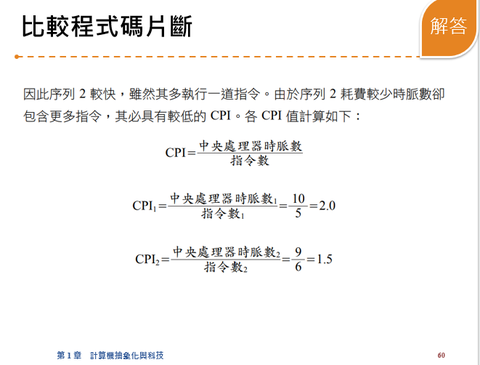 比較程式碼片斷
解答
因此序列 2 較快，雖然其多執行一道指令。由於序列 2 耗費較少時脈數卻
包含更多指令，其必具有較低的 CPI。各 CPI 值計算如下：
CPI=中央處理器時脈數/指令數
CPI₁=中央處理器時脈數₁/指令數₁=10/5=2.0
CPI₂=中央處理器時脈數₂/指令數₂=9/6=1.5
第 1 章 計算機抽象化與科技
60